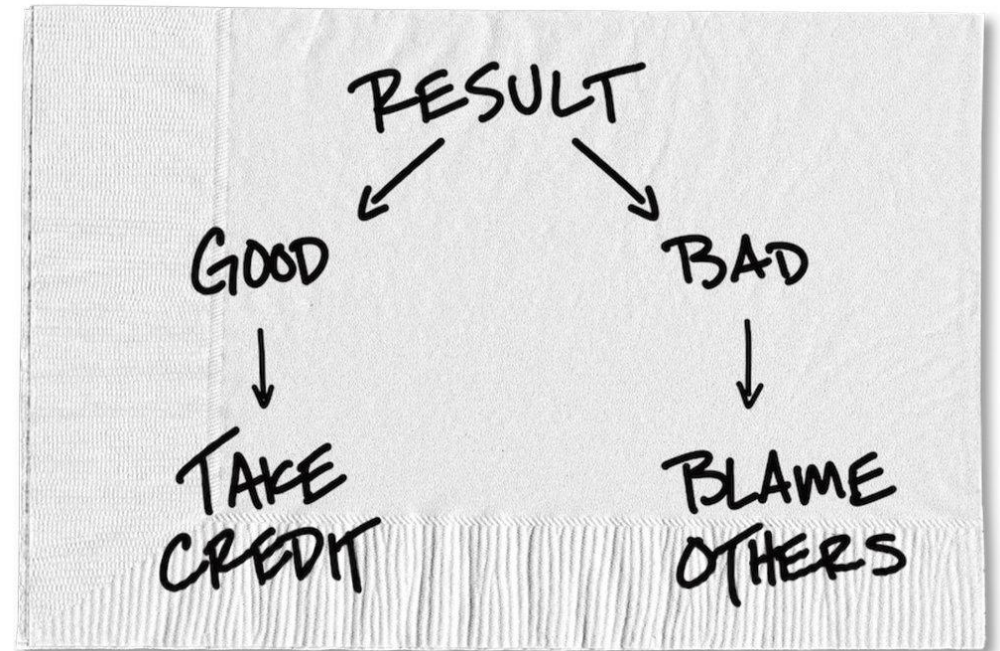 RESULT
GOOD
BAD
TAKE
CREDIT
BLAME
OTHERS